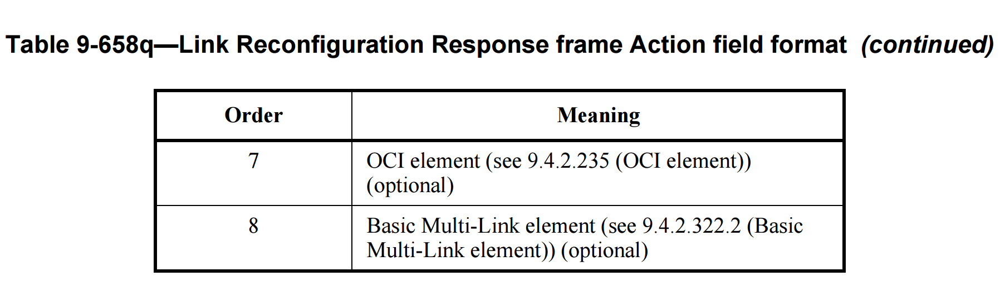 Table 9-658q—Link Reconfiguration Response frame Action field format (continued)
Order
Meaning
7
OCI element (see 9.4.2.235 (OCI element))
(optional)
8
Basic Multi-Link element (see 9.4.2.322.2 (Basic
Multi-Link element)) (optional)